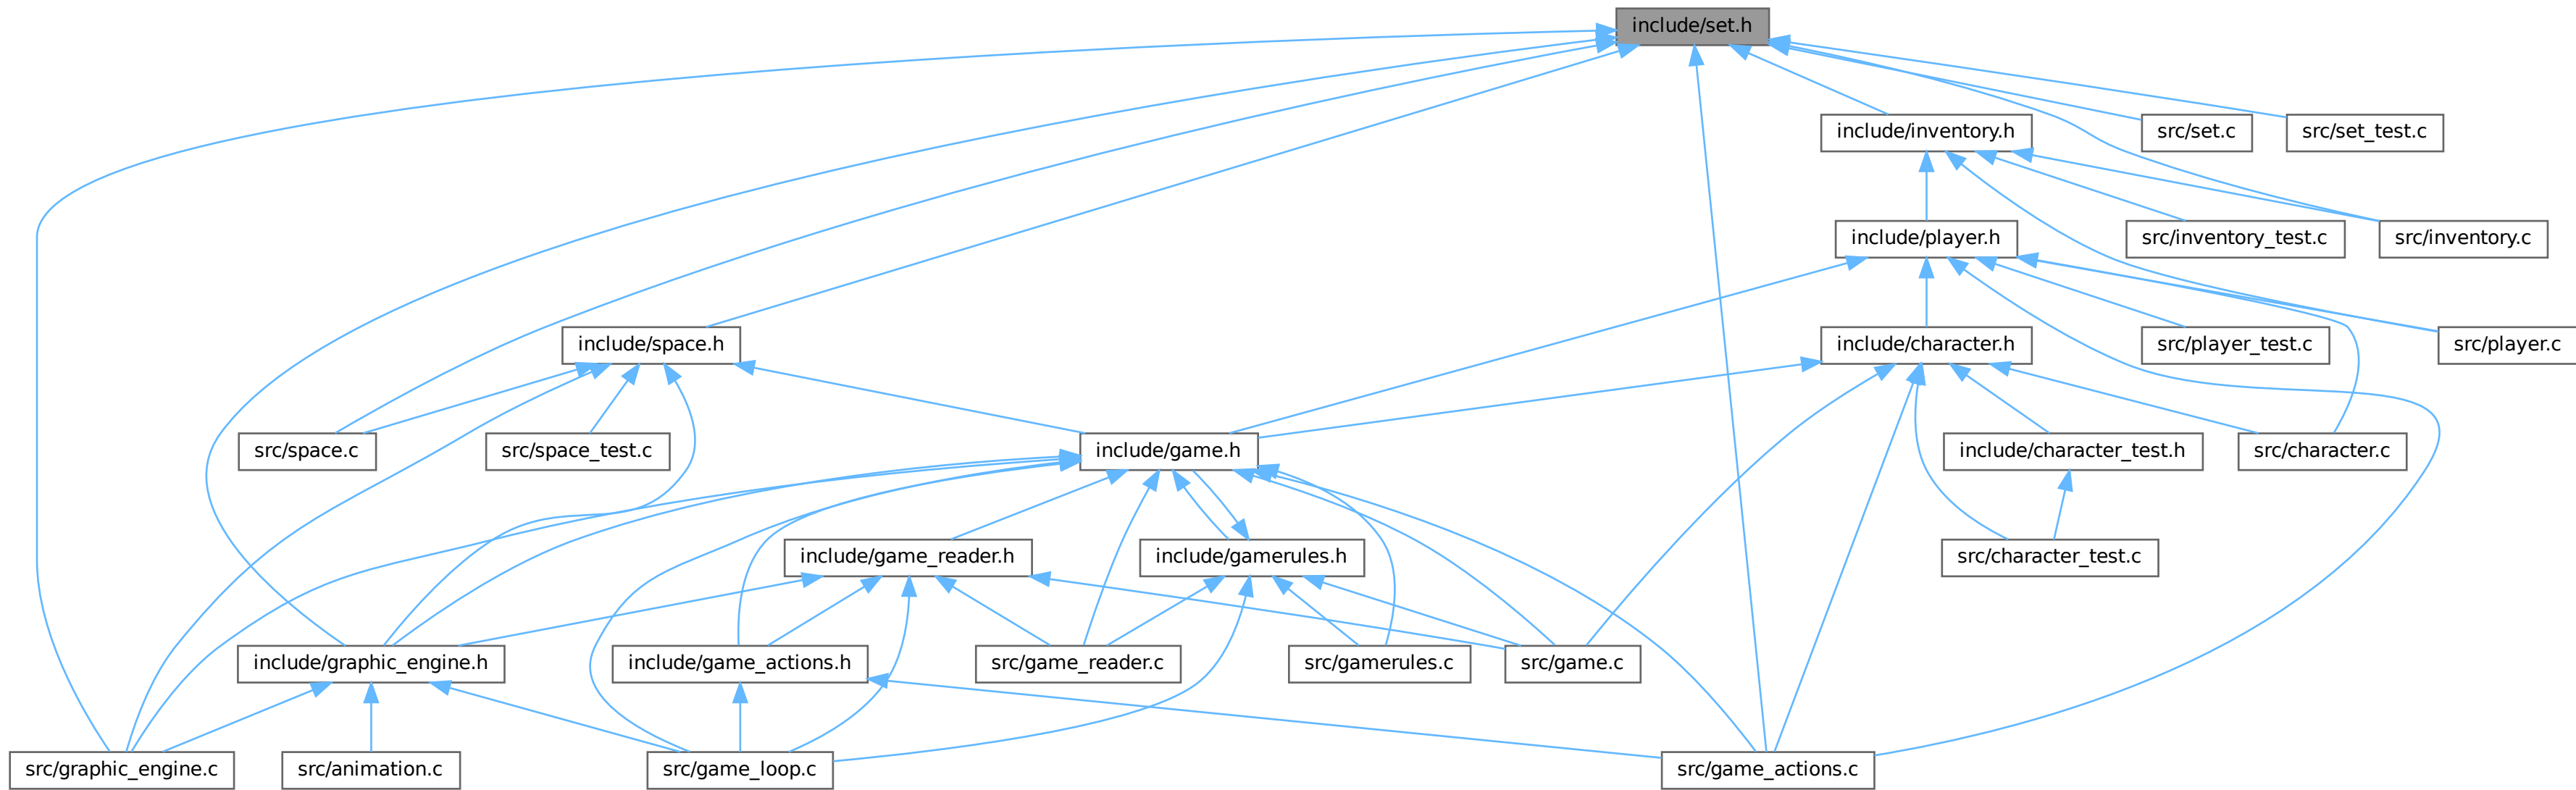 include/set.h
include/inventory.h
src/set.c
src/set_test.c
include/player.h
src/inventory_test.c
src/inventory.c
include/space.h
include/character.h
src/player_test.c
src/player.c
src/space.c
src/space_test.c
include/game.h
include/character_test.h
src/character.c
include/game_reader.h
include/gamerules.h
src/character_test.c
include/graphic_engine.h
include/game_actions.h
src/game_reader.c
src/gamerules.c
src/game.c
src/graphic_engine.c
src/animation.c
src/game_loop.c
src/game_actions.c